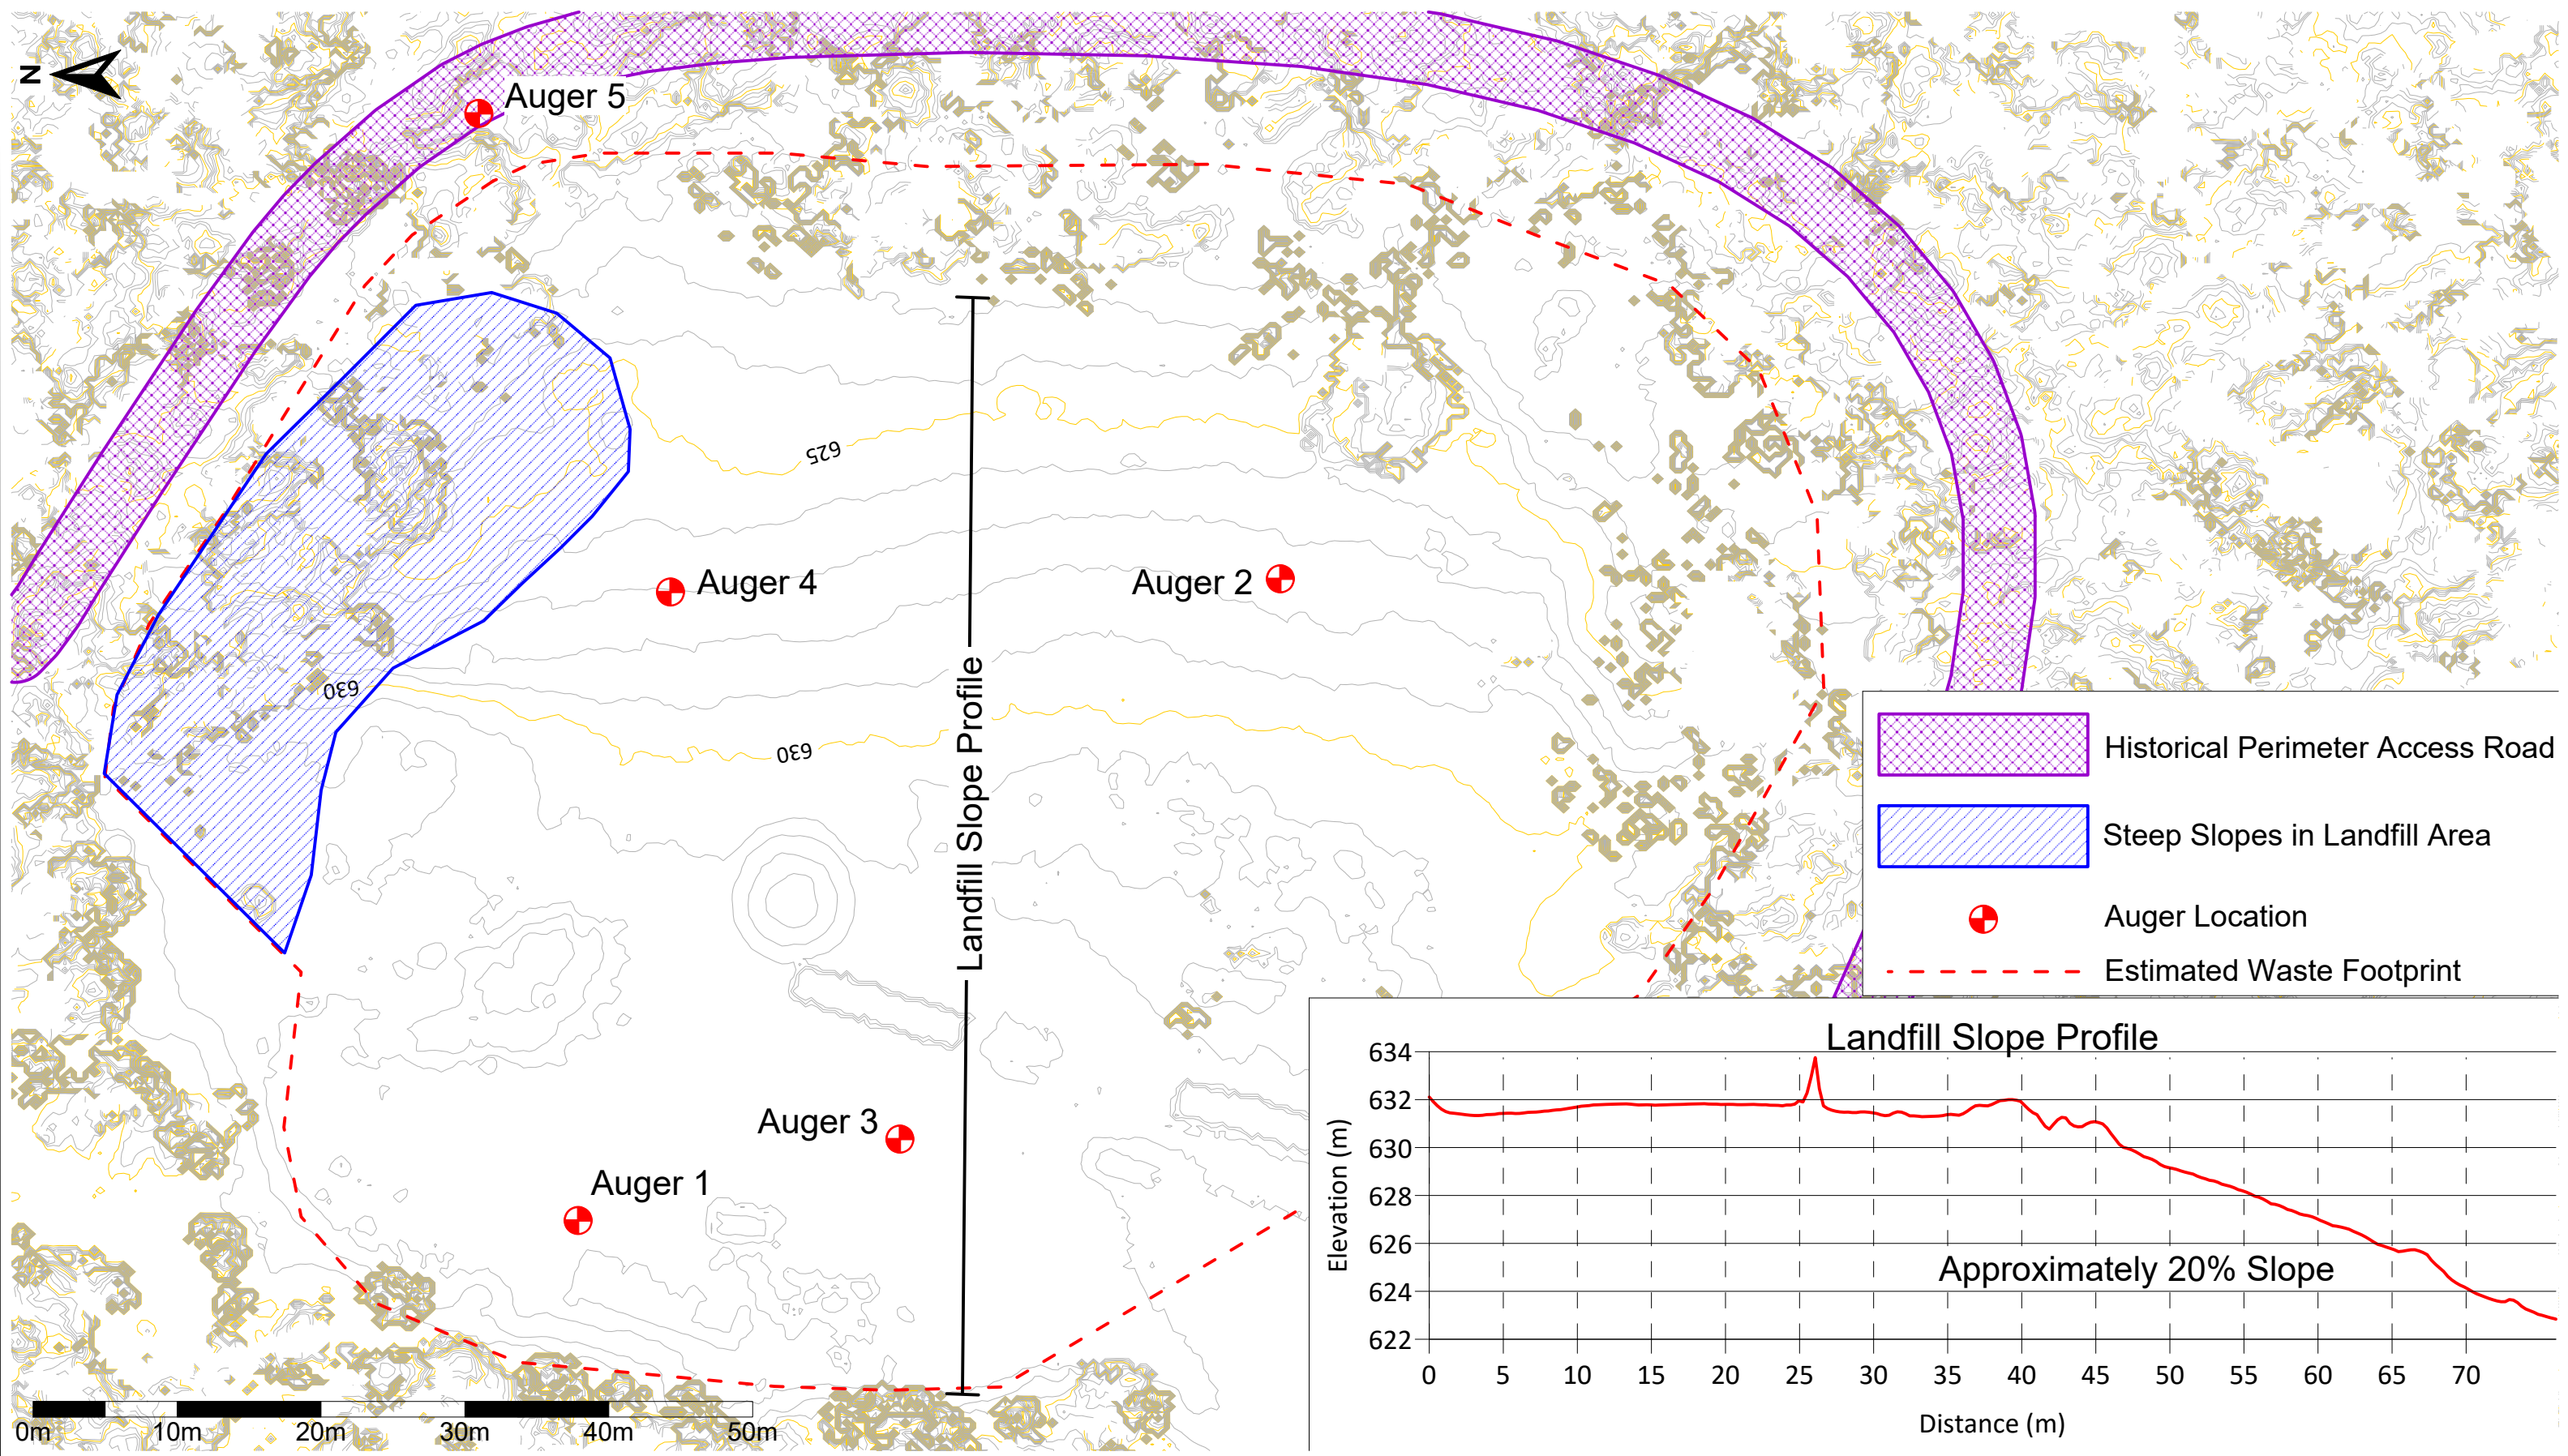 N
Auger 5
625
Auger 4
Auger 2
630
630
Landfill Slope Profile
Auger 3
Auger 1
0m 10m 20m 30m 40m 50m
Historical Perimeter Access Road
Steep Slopes in Landfill Area
Auger Location
Estimated Waste Footprint
Landfill Slope Profile
634
632
630
628
626
624
622
Elevation (m)
Approximately 20% Slope
0 5 10 15 20 25 30 35 40 45 50 55 60 65 70
Distance (m)